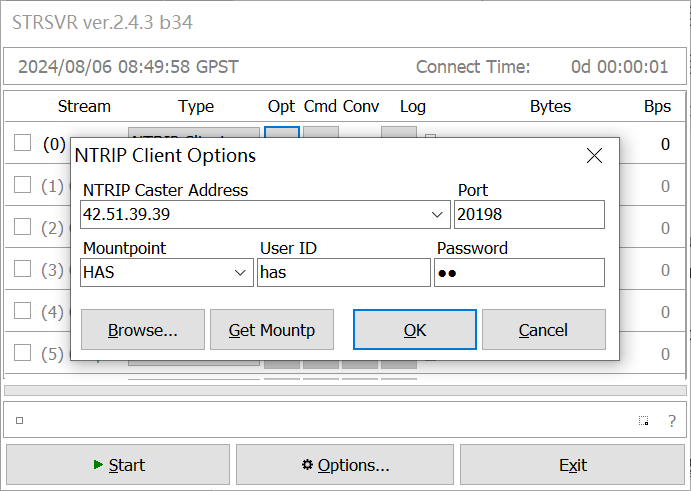 STRSVR ver.2.4.3 b34
2024/08/06 08:49:58 GPST Connect Time: 0d 00:00:01
Stream Type Opt Cmd Conv Log Bytes Bps
(0) 0
NTRIP Client Options
(1) 0
NTRIP Caster Address Port
42.51.39.39 20198
(2) 0
Mountpoint User ID Password
HAS has ●●
(3) 0
(4) 0
Browse... Get Mountp OK Cancel
(5) 0
?
Start Options... Exit